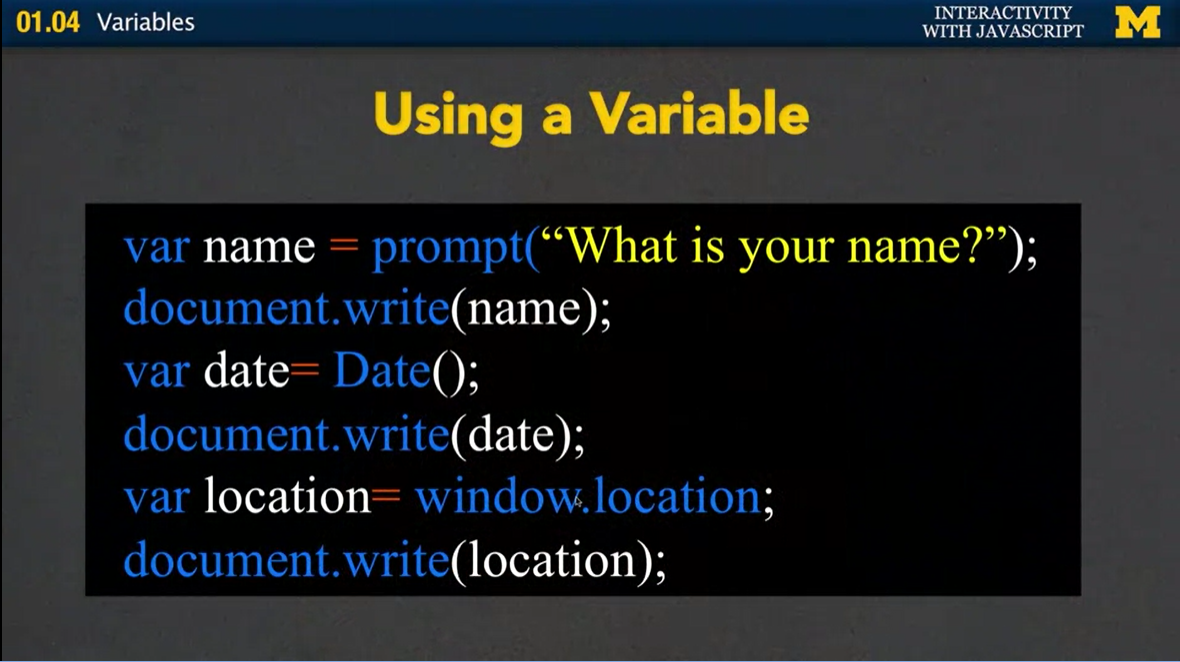 01.04 Variables
INTERACTIVITY
WITH JAVASCRIPT
M
Using a Variable
var name = prompt(“What is your name?”);
document.write(name);
var date= Date();
document.write(date);
var location= window.location;
document.write(location);